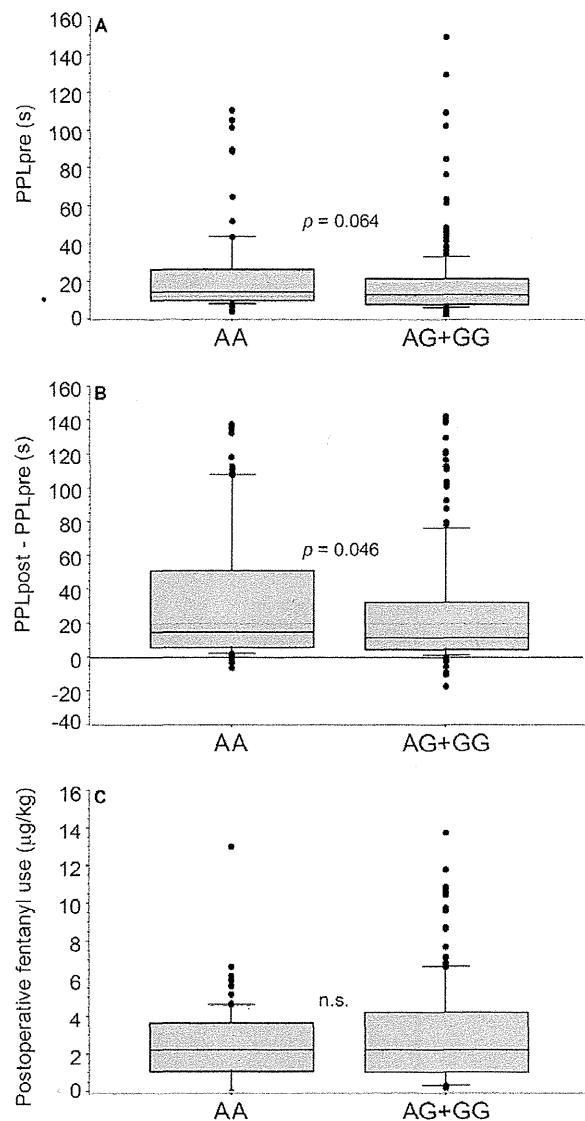 A
PPLpre (s)
160
140
120
100
80
60
40
20
0
p = 0.064
AA AG+GG
B
PPLpost - PPLpre (s)
160
140
120
100
80
60
40
20
0
-20
-40
p = 0.046
AA AG+GG
C
Postoperative fentanyl use (μg/kg)
16
14
12
10
8
6
4
2
0
n.s.
AA AG+GG